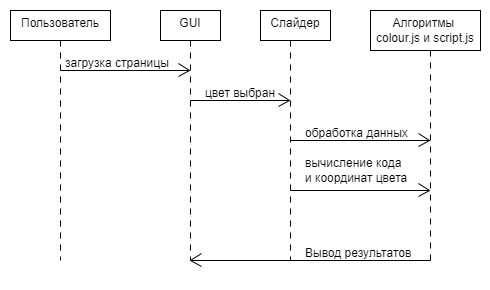 Пользователь
GUI
Слайдер
Алгоритмы
colour.js и script.js
загрузка страницы
цвет выбран
обработка данных
вычисление кода
и координат цвета
Вывод результатов